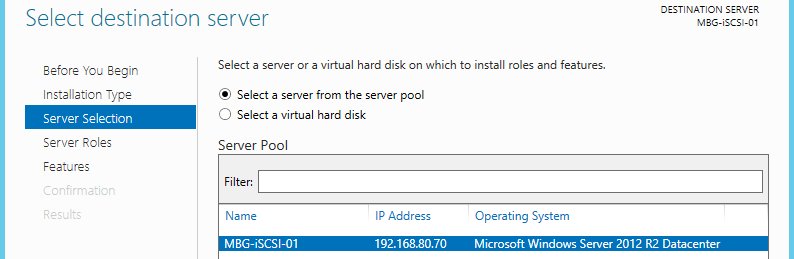 Select destination server
DESTINATION SERVER
MBG-iSCSI-01
Before You Begin
Installation Type
Server Selection
Server Roles
Features
Confirmation
Results
Select a server or a virtual hard disk on which to install roles and features.
Select a server from the server pool
Select a virtual hard disk
Server Pool
Filter:
Name IP Address Operating System
MBG-iSCSI-01 192.168.80.70 Microsoft Windows Server 2012 R2 Datacenter